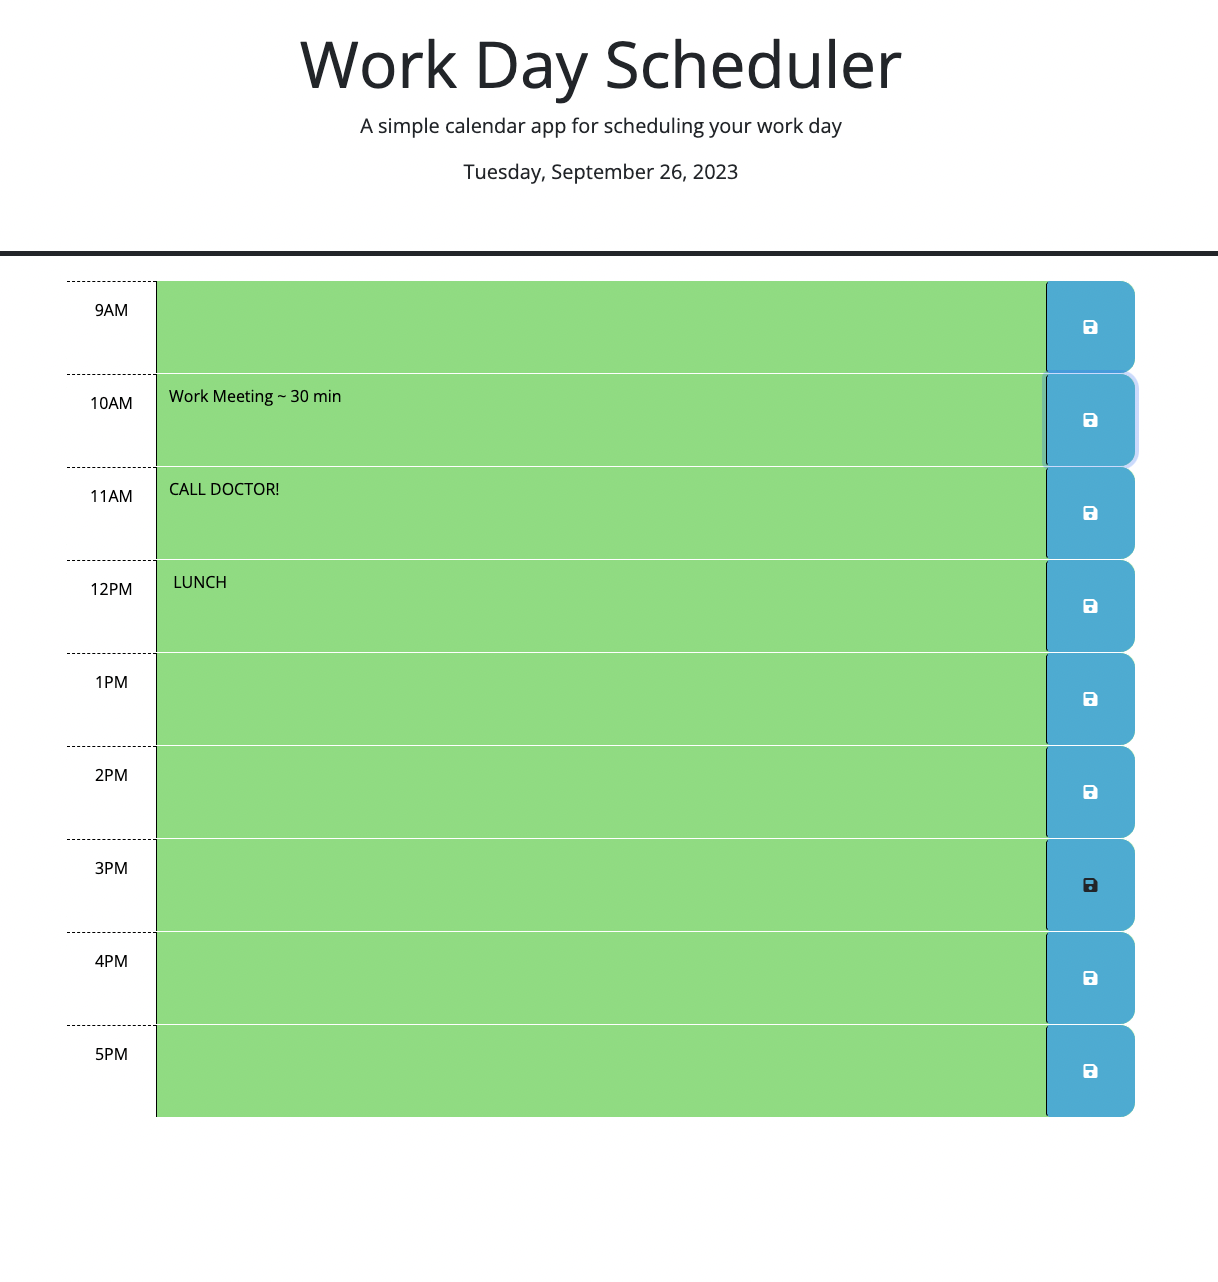 Work Day Scheduler
A simple calendar app for scheduling your work day
Tuesday, September 26, 2023
9AM
10AM
Work Meeting ~ 30 min
11AM
CALL DOCTOR!
12PM
LUNCH
1PM
2PM
3PM
4PM
5PM